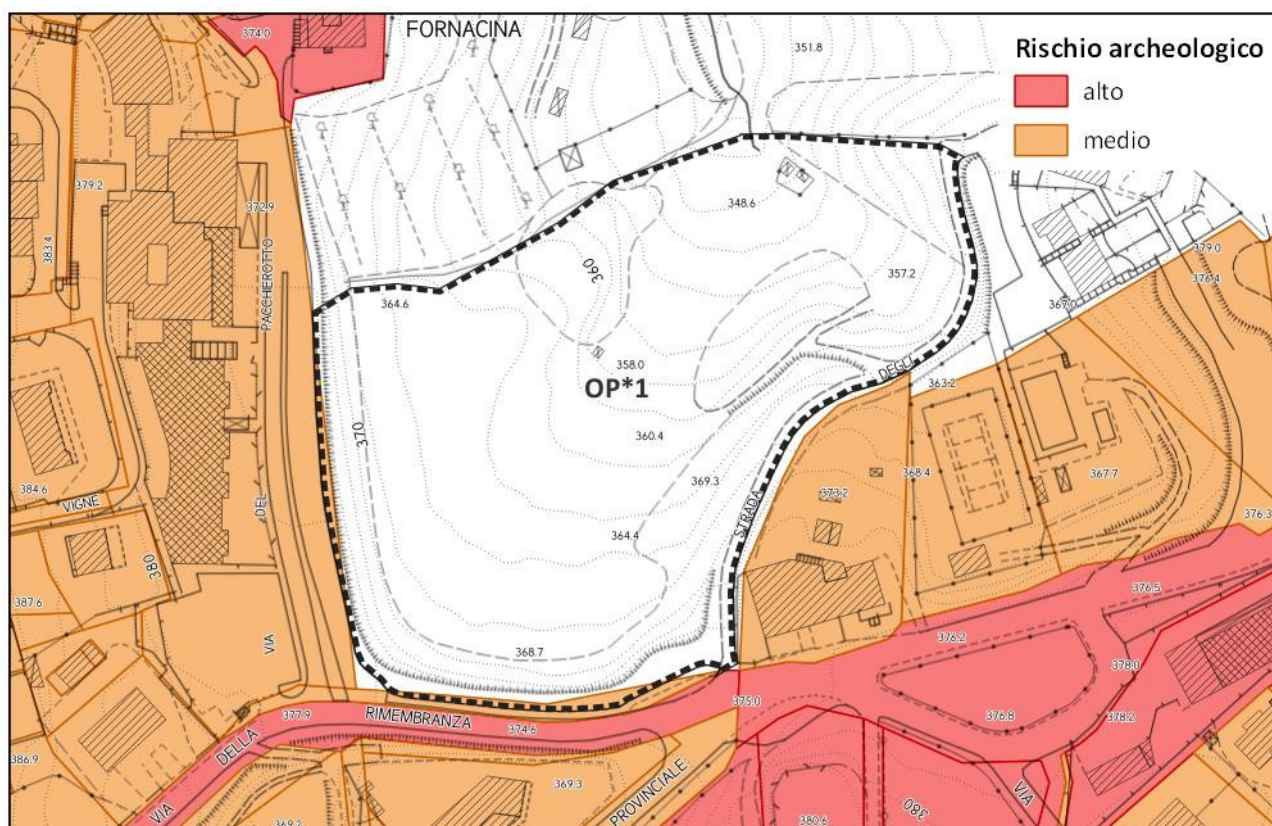 374.0
FORNACINA
351.8
Rischio archeologico
alto
medio
379.2
372.9
348.6
383.4
PACCHEROTTO
360
357.2
379.0
376.4
364.6
367.0
358.0
OP*1
DEGLI
363.2
370
360.4
384.6
VIGNE
DEL
369.3
373.2
368.4
367.7
STRADA
364.4
376.3
380
387.6
VIA
368.7
376.5
376.2
378.0
377.9
RIMEMBRANZA
374.6
375.0
376.8
378.2
386.9
DELLA
VIA
369.3
369.2
PROVINCIALE
380.6
380
VIA